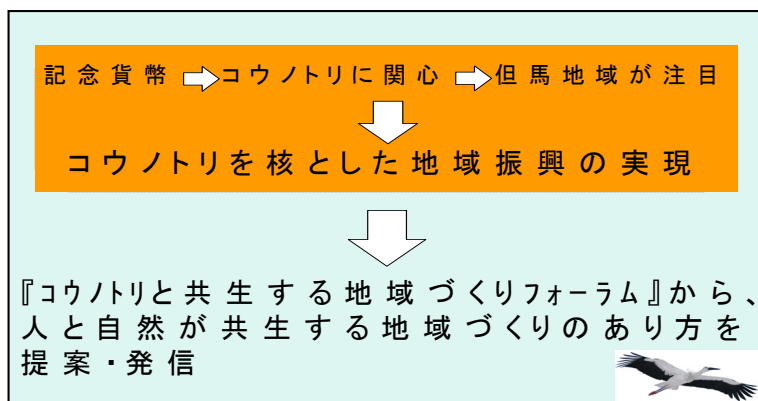 記念貨幣⇨コウノトリに関心⇨但馬地域が注目
コウノトリを核とした地域振興の実現
『コウノトリと共生する地域づくりフォーラム』から、
人と自然が共生する地域づくりのあり方を
提案・発信